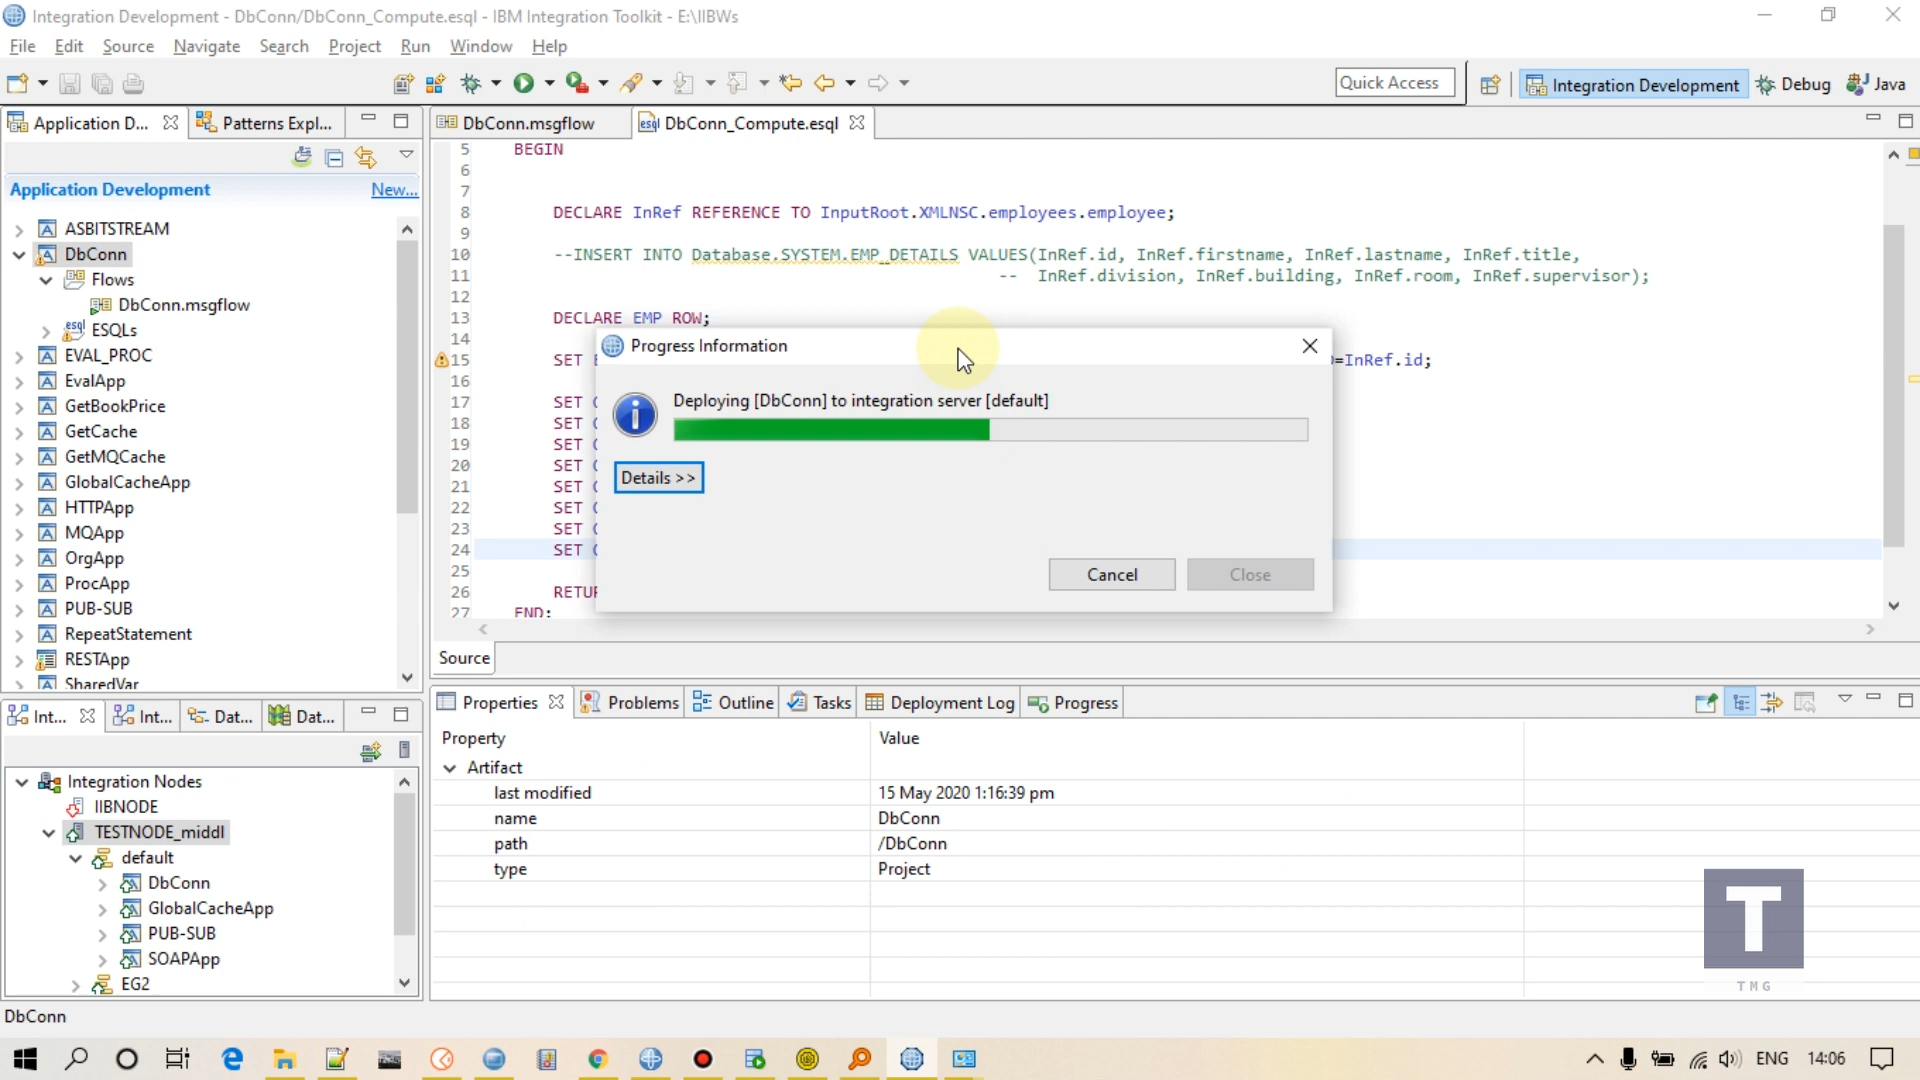 Integration Development - DbConn/DbConn_Compute.esql - IBM Integration Toolkit - E:\IIBWs
File Edit Source Navigate Search Project Run Window Help
Quick Access
Integration Development
Debug
Java
Application D...
Patterns Expl...
Application Development
New...
ASBITSTREAM
DbConn
Flows
DbConn.msgflow
ESQLs
EVAL_PROC
EvalApp
GetBookPrice
GetCache
GetMQCache
GlobalCacheApp
HTTPApp
MQApp
OrgApp
ProcApp
PUB-SUB
RepeatStatement
RESTApp
SharedVar
DbConn.msgflow
DbConn_Compute.esql
5 BEGIN
6
7
8 DECLARE InRef REFERENCE TO InputRoot.XMLNSC.employees.employee;
9
10 --INSERT INTO Database.SYSTEM.EMP_DETAILS VALUES(InRef.id, InRef.firstname, InRef.lastname, InRef.title,
11 -- InRef.division, InRef.building, InRef.room, InRef.supervisor);
12
13 DECLARE EMP ROW;
14
15 SET =InRef.id;
16
17 SET
18 SET
19 SET
20 SET
21 SET
22 SET
23 SET
24 SET
25
26
27 END;
Progress Information
Deploying [DbConn] to integration server [default]
Details >>
Cancel
Close
Source
Int...
Int...
Dat...
Dat...
Integration Nodes
IIBNODE
TESTNODE_middl
default
DbConn
GlobalCacheApp
PUB-SUB
SOAPApp
EG2
Properties
Problems
Outline
Tasks
Deployment Log
Progress
Property Value
Artifact
last modified 15 May 2020 1:16:39 pm
name DbConn
path /DbConn
type Project
T
TMG
DbConn
ENG
14:06